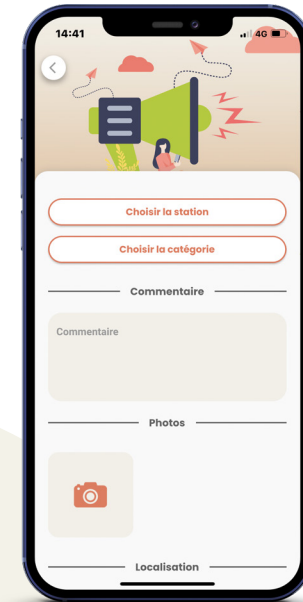 14:41
4G
Choisir la station
Choisir la catégorie
Commentaire
Commentaire
Photos
Localisation